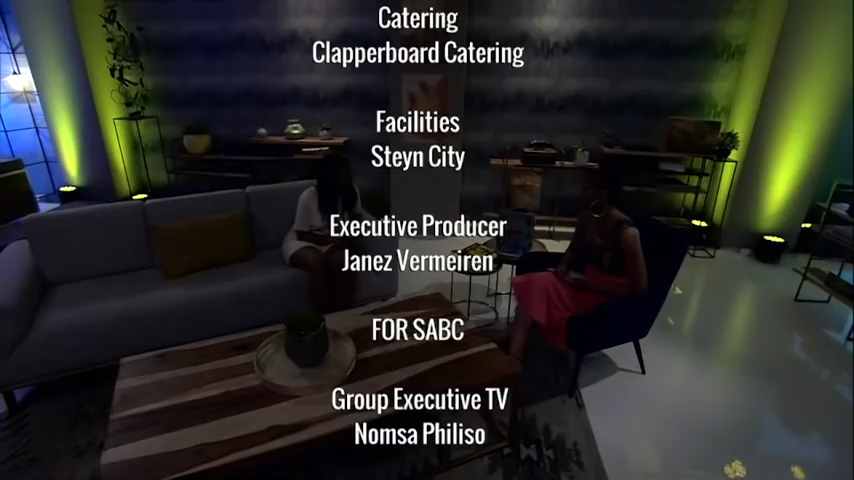 Catering
Clapperboard Catering
Facilities
Steyn City
Executive Producer
Janez Vermeiren
FOR SABC
Group Executive TV
Nomsa Philiso